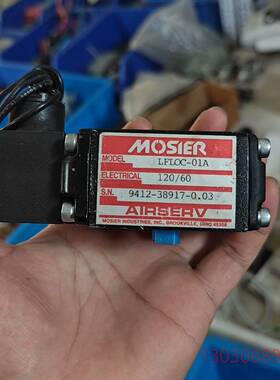 MOSIER
MODEL LFLOC-01A
ELECTRICAL 120/60
S.N. 9412-38917-0.03
AIRSERV
MOSIER INDUSTRIES, INC., BROOKVILLE, OHIO 45309